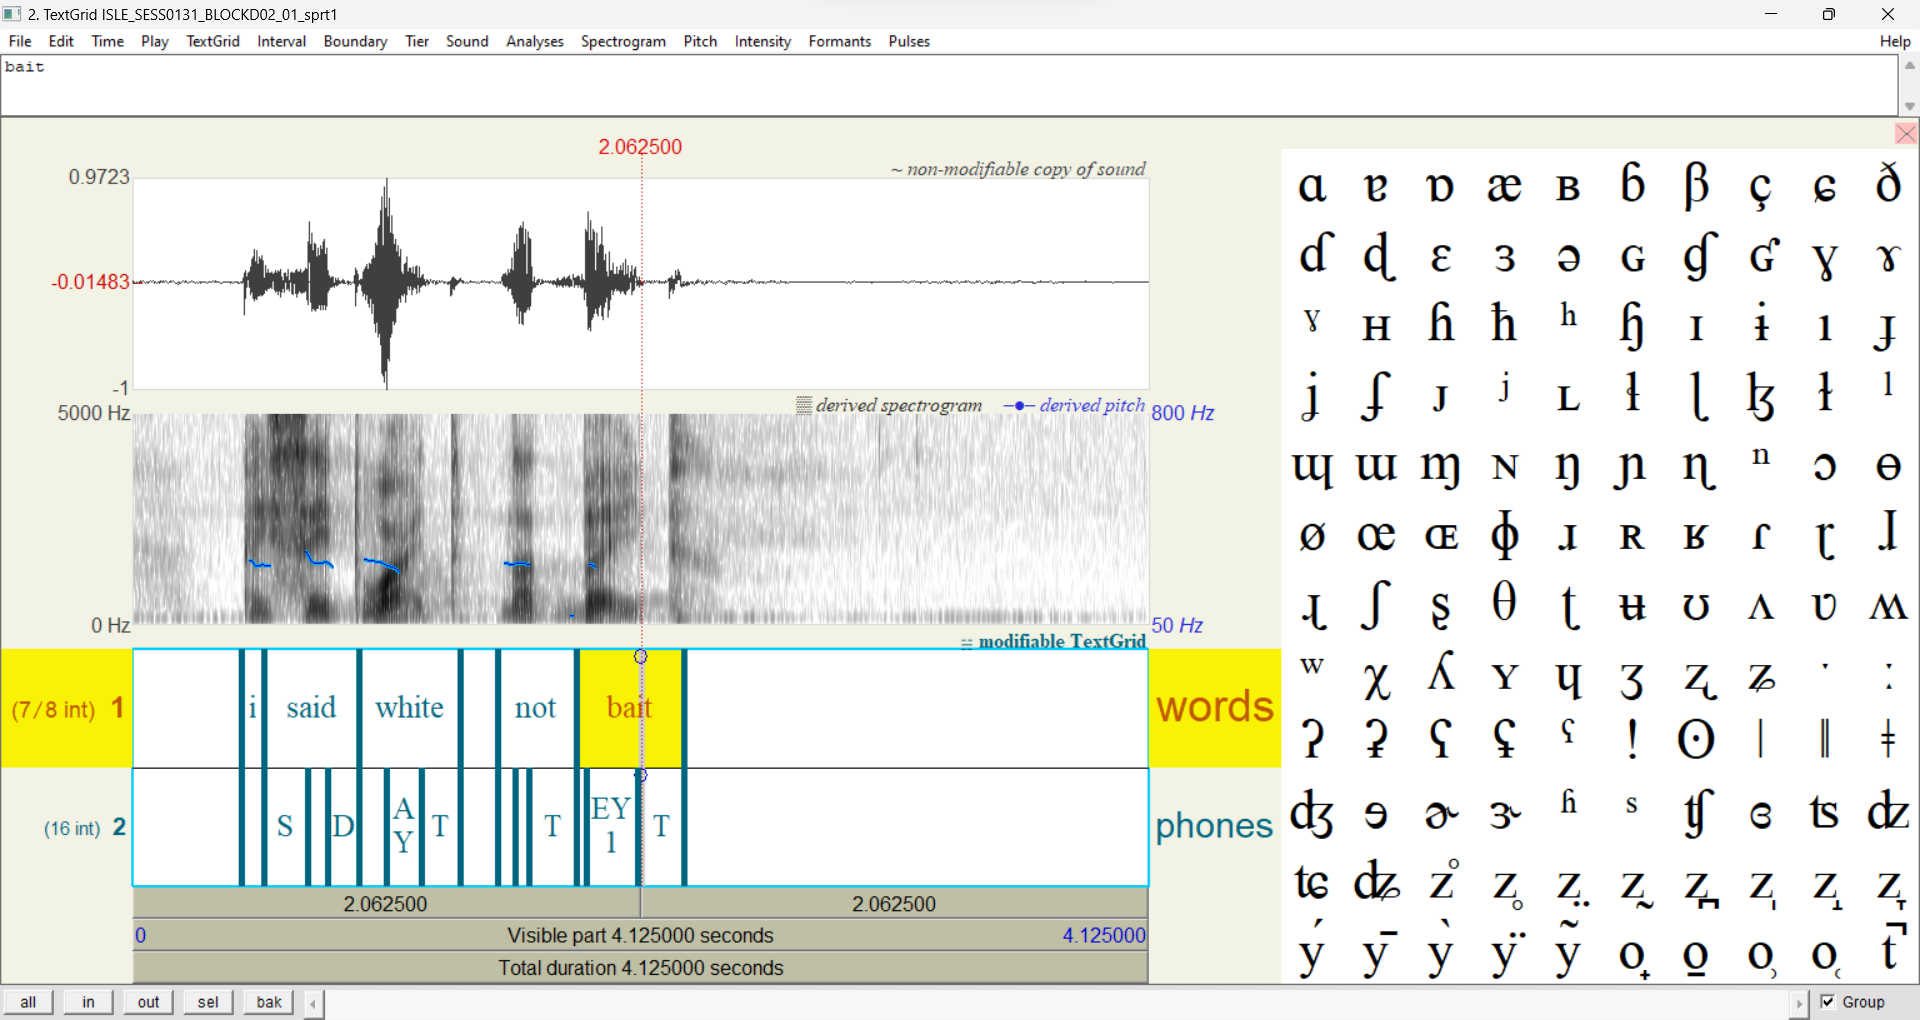 2. TextGrid ISLE_SESS0131_BLOCKD02_01_sprt1
File Edit Time Play TextGrid Interval Boundary Tier Sound Analyses Spectrogram Pitch Intensity Formants Pulses Help
bait
2.062500
~ non-modifiable copy of sound
0.9723
-0.01483
-1
derived spectrogram derived pitch
5000 Hz 800 Hz
0 Hz 50 Hz
modifiable TextGrid
(7/8 int) 1 i said white not bait words
(16 int) 2 S D AY T T EY1 T phones
2.062500 2.062500
0 Visible part 4.125000 seconds 4.125000
Total duration 4.125000 seconds
ɑ ɐ ɒ æ ʙ ɓ β ç ɕ ð
ɗ ɖ ɛ ɜ ə ɢ ɠ ʛ ɣ ɤ
ˠ ʜ ɦ ħ ʰ ɧ ɪ ɨ ı ɟ
ʝ ʄ ᴊ ʲ ʟ ɫ ɭ ɮ ɫ ˡ
ɰ ɯ ɱ ɴ ŋ ɲ ɳ ⁿ ɔ ɵ
ø œ ɶ ɸ ɹ ʀ ʁ ɾ ɽ ɺ
ɻ ʃ ʂ θ ʈ ʉ ʊ ʌ ʋ ʍ
ʷ χ ʎ ʏ ɥ ʒ ʐ ʑ ˑ ː
ʔ ʡ ʕ ʢ ˤ ! ʘ ǀ ǁ ǂ
ʤ ɘ ɚ ɝ ʱ ˢ ʧ ɞ ʦ ʣ
ʨ ʥ z̊ z̥ z̤ z̰ z̪ z̩ z̝ z̞
ý ȳ ỳ ÿ ỹ o̟ o̠ o̹ o̜ t̚
all in out sel bak Group